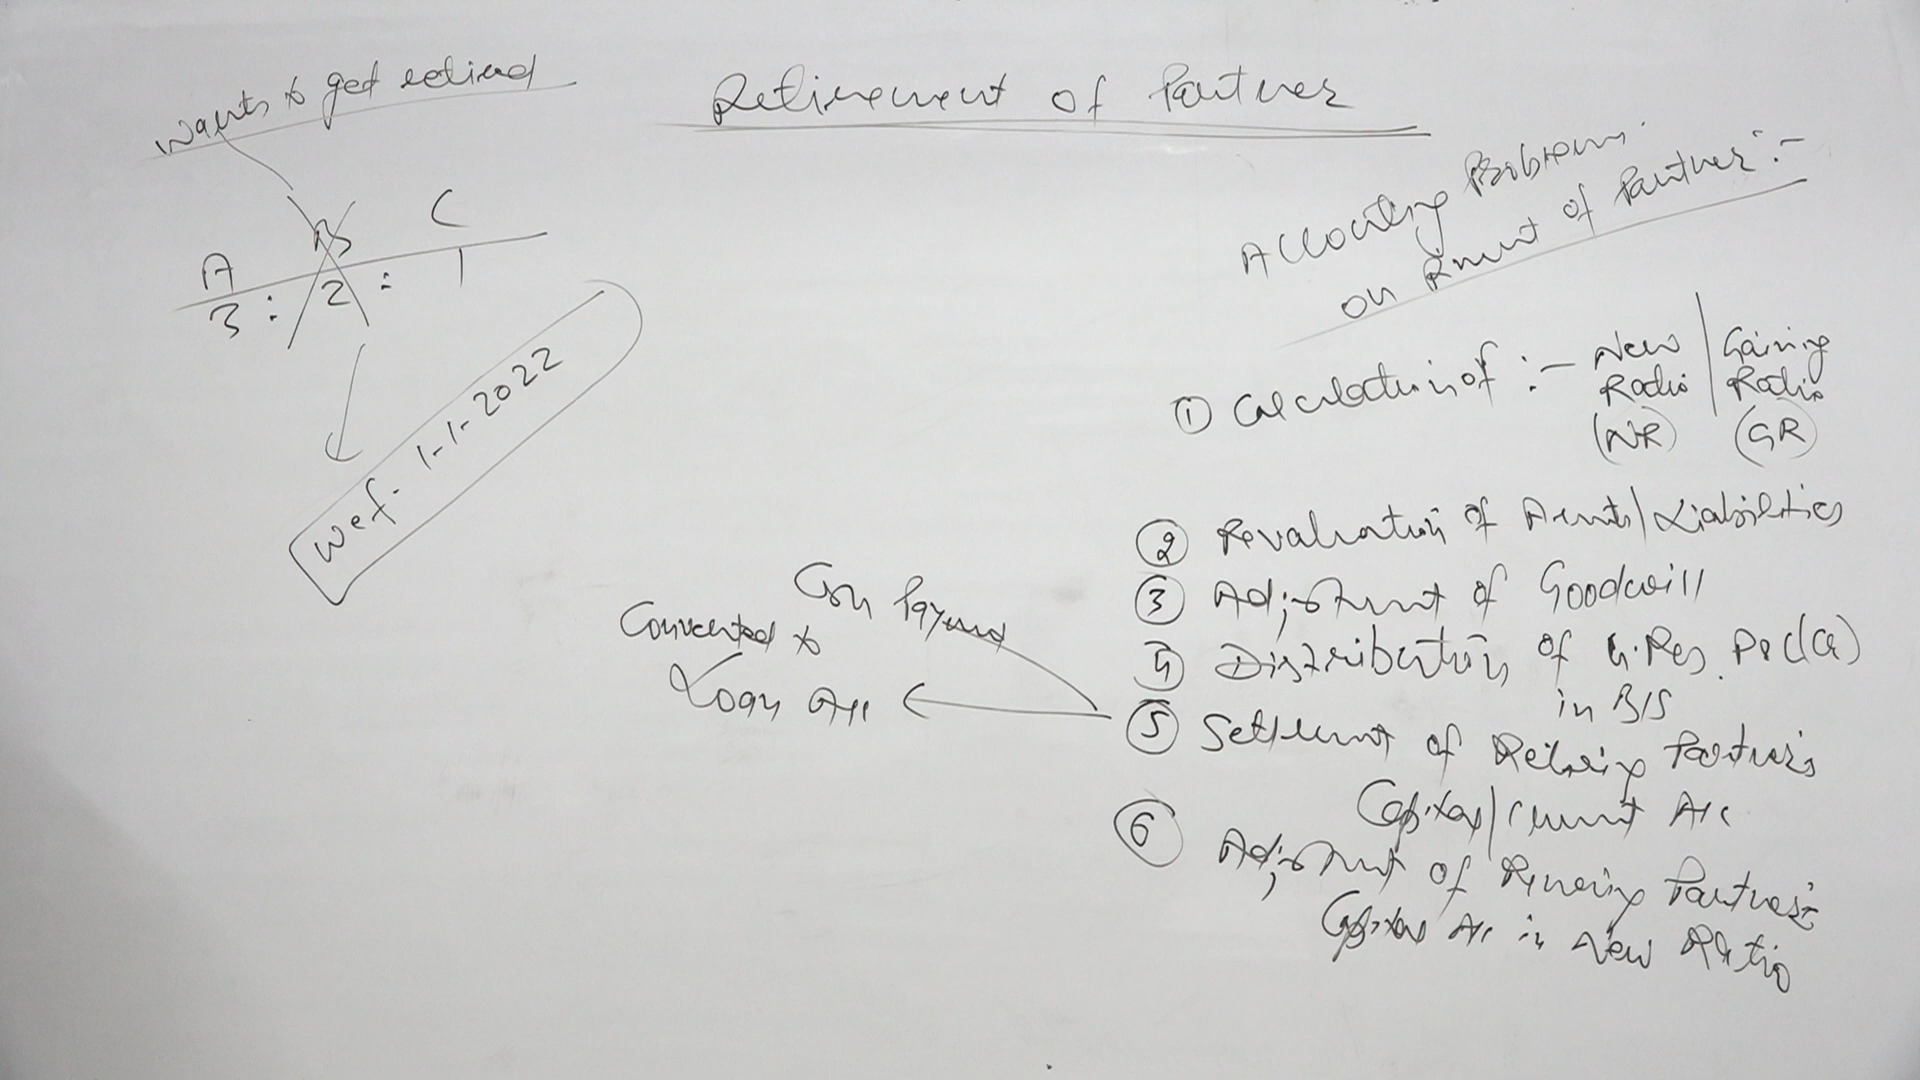 Retirement of Partner
Wants to get retired
A B C
3 : 2 : 1
wef. 1-1-2022
Accounting Problems
on Rment of Partner :-
① Calculation of :- New Ratio (NR) | Gaining Ratio (GR)
② Revaluation of Assets/Liabilities
③ Adjustment of Goodwill
④ Distribution of G.Res, P&L (Cr)
in B/S
⑤ Settlement of Retiring Partner's
Capital/Current A/c
Payment
Converted to
Loan A/c
⑥ Adjustment of Remaining Partner's
Capital A/c in New Ratio